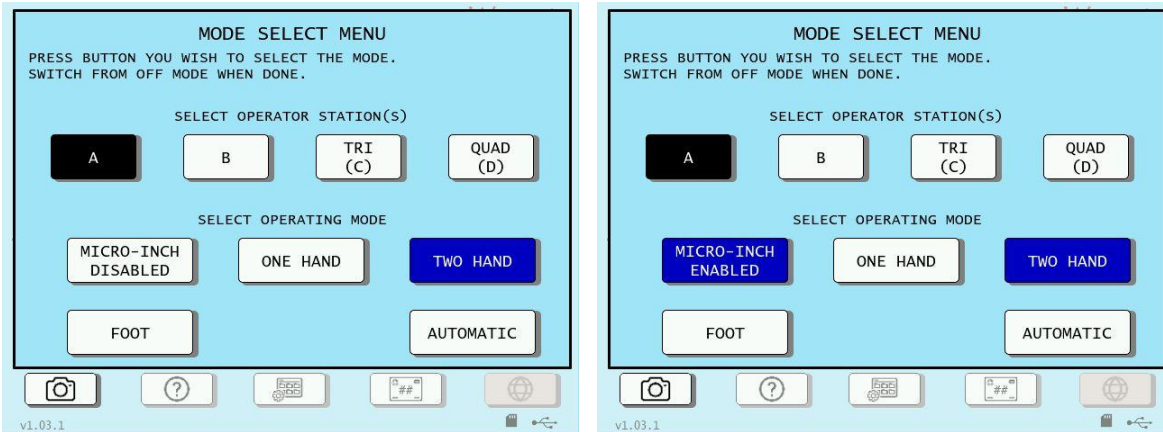 MODE SELECT MENU
PRESS BUTTON YOU WISH TO SELECT THE MODE.
SWITCH FROM OFF MODE WHEN DONE.
SELECT OPERATOR STATION(S)
A
B
TRI
(C)
QUAD
(D)
SELECT OPERATING MODE
MICRO-INCH
DISABLED
ONE HAND
TWO HAND
FOOT
AUTOMATIC
?
##
v1.03.1
MODE SELECT MENU
PRESS BUTTON YOU WISH TO SELECT THE MODE.
SWITCH FROM OFF MODE WHEN DONE.
SELECT OPERATOR STATION(S)
A
B
TRI
(C)
QUAD
(D)
SELECT OPERATING MODE
MICRO-INCH
ENABLED
ONE HAND
TWO HAND
FOOT
AUTOMATIC
?
##
v1.03.1